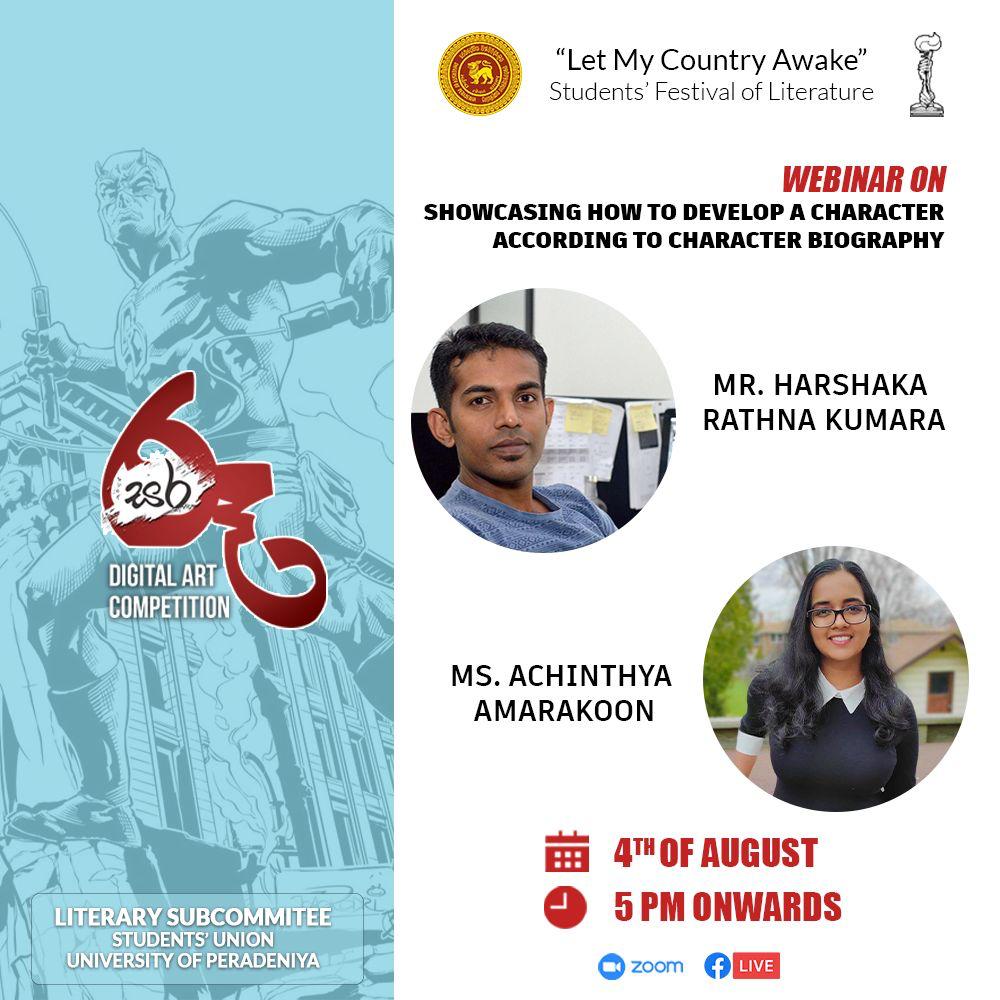 “Let My Country Awake”
Students’ Festival of Literature
WEBINAR ON
SHOWCASING HOW TO DEVELOP A CHARACTER
ACCORDING TO CHARACTER BIOGRAPHY
MR. HARSHAKA
RATHNA KUMARA
සර
DIGITAL ART
COMPETITION
MS. ACHINTHYA
AMARAKOON
4TH OF AUGUST
5 PM ONWARDS
LITERARY SUBCOMMITEE
STUDENTS’ UNION
UNIVERSITY OF PERADENIYA
zoom
LIVE